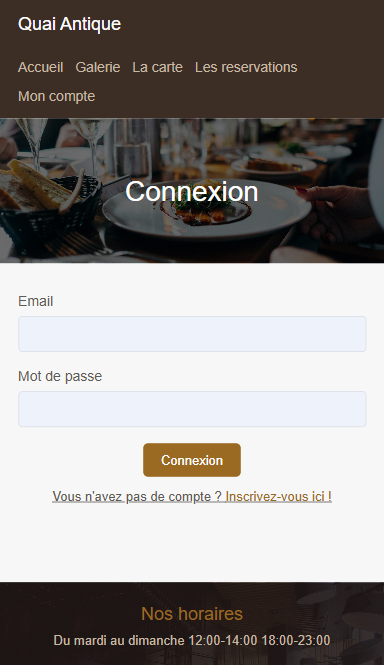 Quai Antique
Accueil Galerie La carte Les reservations
Mon compte
Connexion
Email
Mot de passe
Connexion
Vous n'avez pas de compte ? Inscrivez-vous ici !
Nos horaires
Du mardi au dimanche 12:00-14:00 18:00-23:00